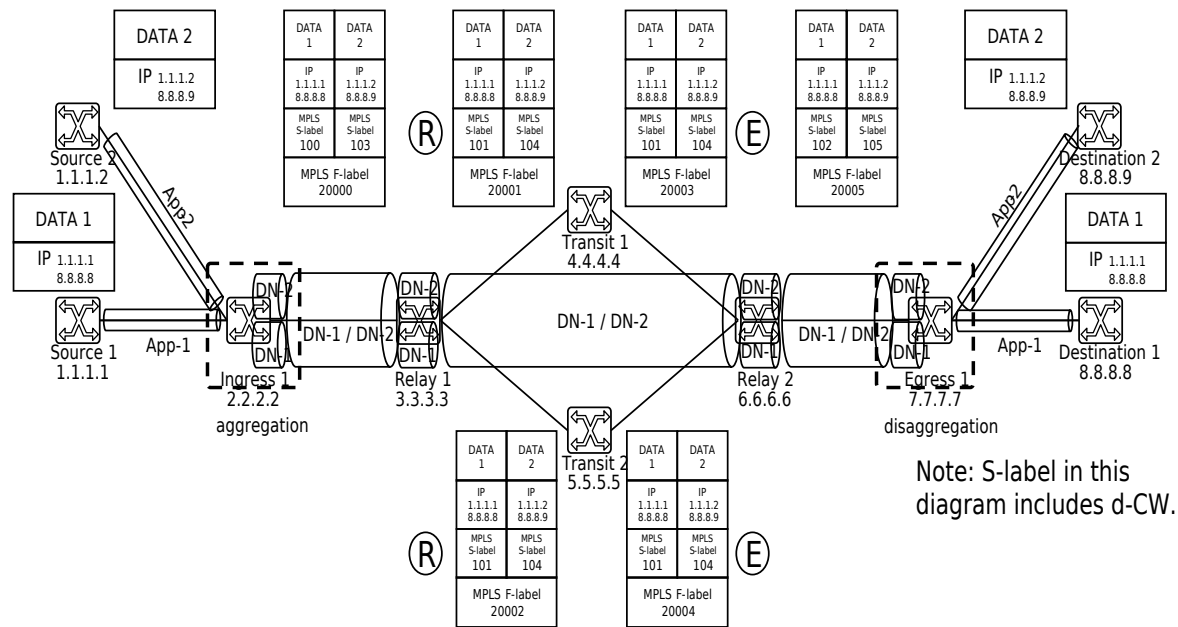 DATA 2
IP 1.1.1.2
8.8.8.9
Source 2
1.1.1.2
App2
DATA 1
IP 1.1.1.1
8.8.8.8
Source 1
1.1.1.1
App-1
DATA
1
DATA
2
IP
1.1.1.1
8.8.8.8
IP
1.1.1.2
8.8.8.9
MPLS
S-label
100
MPLS
S-label
103
MPLS F-label
20000
R
DATA
1
DATA
2
IP
1.1.1.1
8.8.8.8
IP
1.1.1.2
8.8.8.9
MPLS
S-label
101
MPLS
S-label
104
MPLS F-label
20001
DATA
1
DATA
2
IP
1.1.1.1
8.8.8.8
IP
1.1.1.2
8.8.8.9
MPLS
S-label
101
MPLS
S-label
104
MPLS F-label
20003
E
DATA
1
DATA
2
IP
1.1.1.1
8.8.8.8
IP
1.1.1.2
8.8.8.9
MPLS
S-label
102
MPLS
S-label
105
MPLS F-label
20005
DATA 2
IP 1.1.1.2
8.8.8.9
Destination 2
8.8.8.9
App2
DATA 1
IP 1.1.1.1
8.8.8.8
Destination 1
8.8.8.8
App-1
Transit 1
4.4.4.4
DN-2
DN-1
DN-1 / DN-2
DN-2
DN-1
DN-1 / DN-2
DN-2
DN-1
DN-1 / DN-2
DN-2
DN-1
Ingress 1
2.2.2.2
aggregation
Relay 1
3.3.3.3
Relay 2
6.6.6.6
Egress 1
7.7.7.7
disaggregation
Transit 2
5.5.5.5
R
DATA
1
DATA
2
IP
1.1.1.1
8.8.8.8
IP
1.1.1.2
8.8.8.9
MPLS
S-label
101
MPLS
S-label
104
MPLS F-label
20002
DATA
1
DATA
2
IP
1.1.1.1
8.8.8.8
IP
1.1.1.2
8.8.8.9
MPLS
S-label
101
MPLS
S-label
104
MPLS F-label
20004
E
Note: S-label in this
diagram includes d-CW.